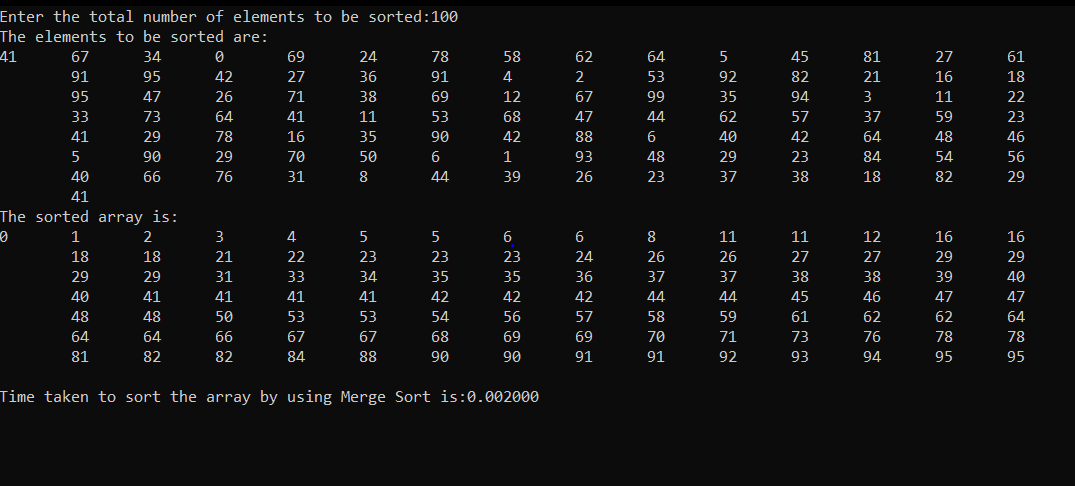 Enter the total number of elements to be sorted:100
The elements to be sorted are:
41 67 34 0 69 24 78 58 62 64 5 45 81 27 61
91 95 42 27 36 91 4 2 53 92 82 21 16 18
95 47 26 71 38 69 12 67 99 35 94 3 11 22
33 73 64 41 11 53 68 47 44 62 57 37 59 23
41 29 78 16 35 90 42 88 6 40 42 64 48 46
5 90 29 70 50 6 1 93 48 29 23 84 54 56
40 66 76 31 8 44 39 26 23 37 38 18 82 29
41
The sorted array is:
0 1 2 3 4 5 5 6 6 8 11 11 12 16 16
18 18 21 22 23 23 23 24 26 26 27 27 29 29
29 29 31 33 34 35 35 36 37 37 38 38 39 40
40 41 41 41 41 42 42 42 44 44 45 46 47 47
48 48 50 53 53 54 56 57 58 59 61 62 62 64
64 64 66 67 67 68 69 69 70 71 73 76 78 78
81 82 82 84 88 90 90 91 91 92 93 94 95 95
Time taken to sort the array by using Merge Sort is:0.002000